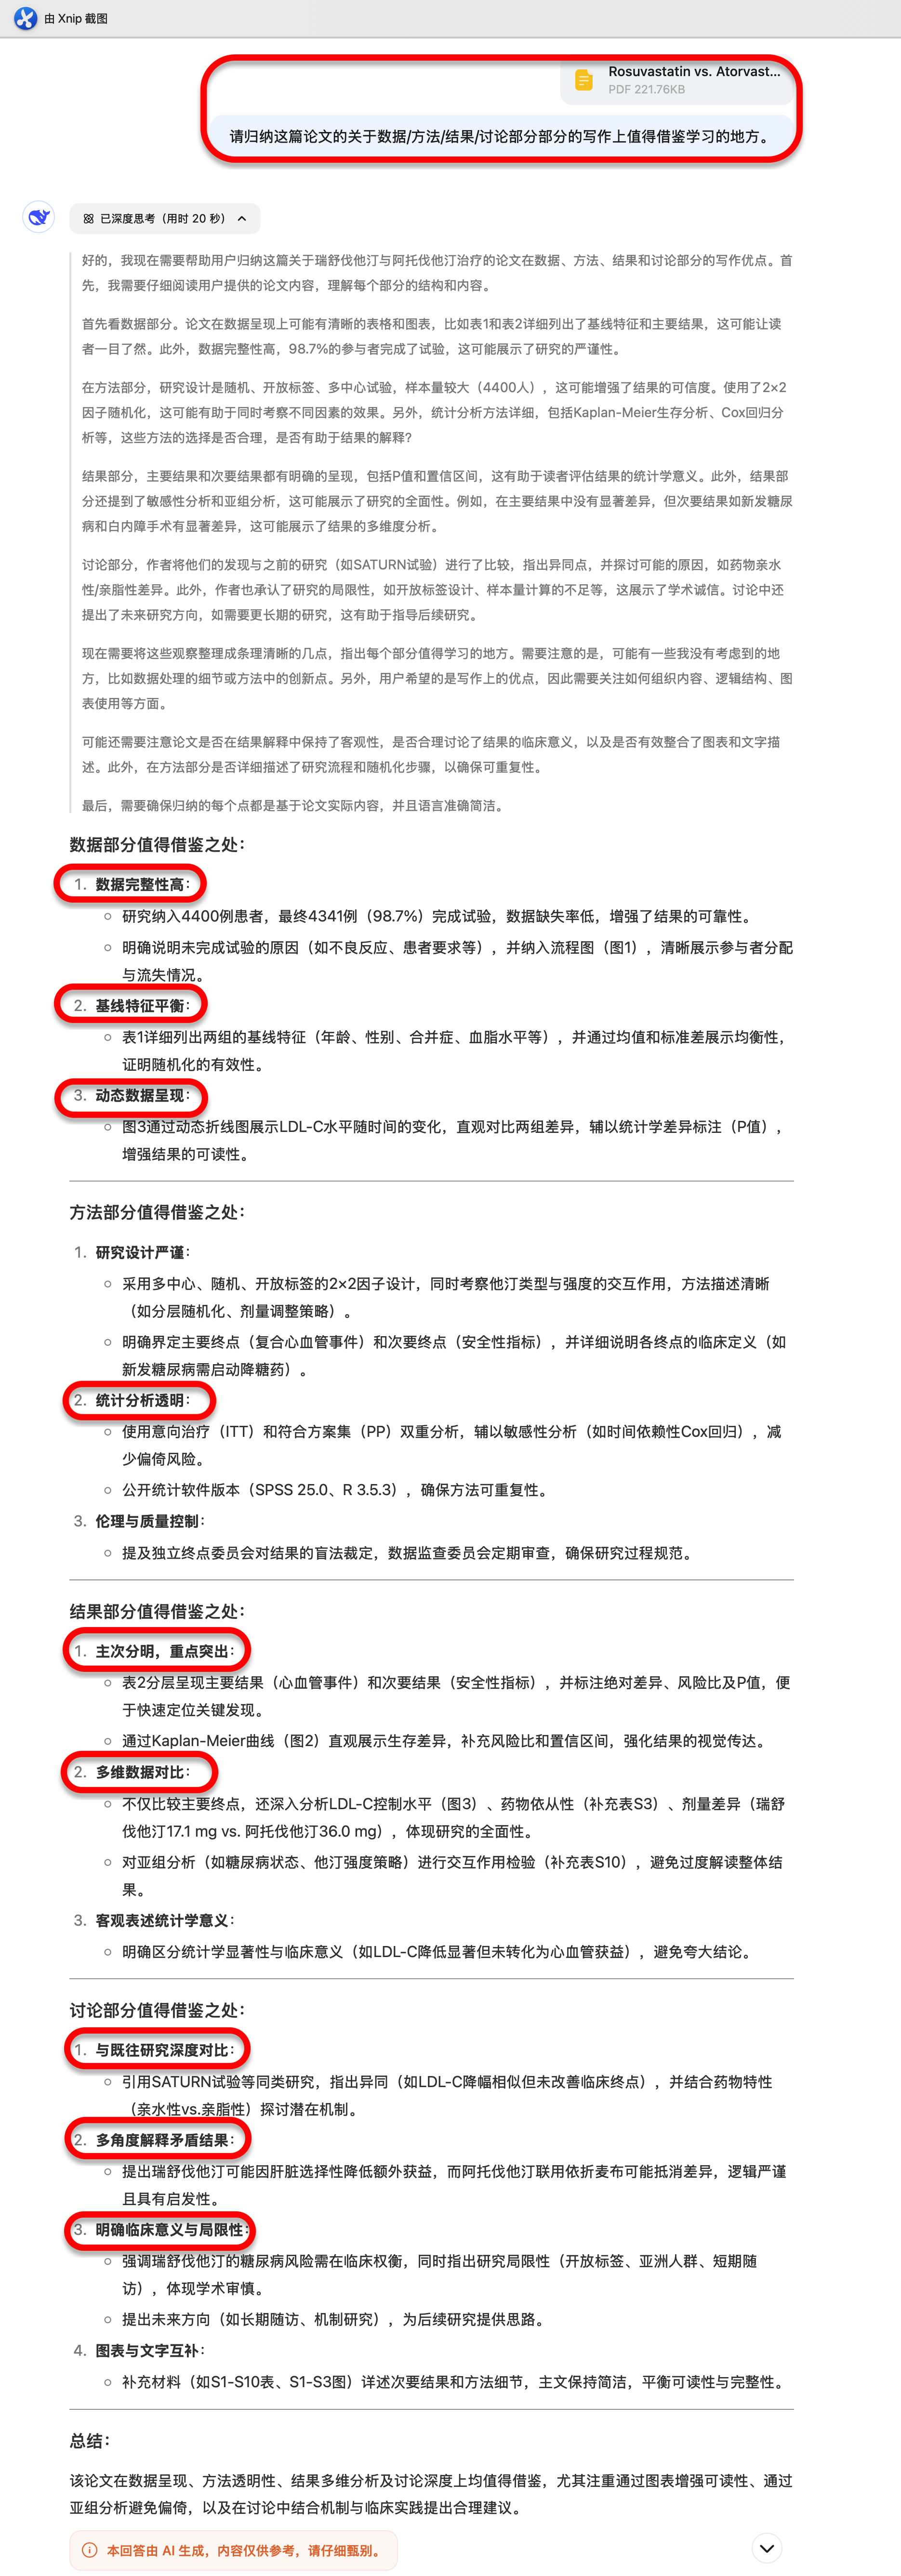 由 Xnip 截图
Rosuvastatin vs. Atorvast...
PDF 221.76KB
请归纳这篇论文的关于数据/方法/结果/讨论部分部分的写作上值得借鉴学习的地方。
已深度思考（用时 20 秒）
好的，我现在需要帮助用户归纳这篇关于瑞舒伐他汀与阿托伐他汀治疗的论文在数据、方法、结果和讨论部分的写作优点。首
先，我需要仔细阅读用户提供的论文内容，理解每个部分的结构和内容。
首先看数据部分。论文在数据呈现上可能有清晰的表格和图表，比如表1和表2详细列出了基线特征和主要结果，这可能让读
者一目了然。此外，数据完整性高，98.7%的参与者完成了试验，这可能展示了研究的严谨性。
在方法部分，研究设计是随机、开放标签、多中心试验，样本量较大（4400人），这可能增强了结果的可信度。使用了2×2
因子随机化，这可能有助于同时考察不同因素的效果。另外，统计分析方法详细，包括Kaplan-Meier生存分析、Cox回归分
析等，这些方法的选择是否合理，是否有助于结果的解释？
结果部分，主要结果和次要结果都有明确的呈现，包括P值和置信区间，这有助于读者评估结果的统计学意义。此外，结果部
分还提到了敏感性分析和亚组分析，这可能展示了研究的全面性。例如，在主要结果中没有显著差异，但次要结果如新发糖尿
病和白内障手术有显著差异，这可能展示了结果的多维度分析。
讨论部分，作者将他们的发现与之前的研究（如SATURN试验）进行了比较，指出异同点，并探讨可能的原因，如药物亲水
性/亲脂性差异。此外，作者也承认了研究的局限性，如开放标签设计、样本量计算的不足等，这展示了学术诚信。讨论中还
提出了未来研究方向，如需要更长期的研究，这有助于指导后续研究。
现在需要将这些观察整理成条理清晰的几点，指出每个部分值得学习的地方。需要注意的是，可能有一些我没有考虑到的地
方，比如数据处理的细节或方法中的创新点。另外，用户希望的是写作上的优点，因此需要关注如何组织内容、逻辑结构、图
表使用等方面。
可能还需要注意论文是否在结果解释中保持了客观性，是否合理讨论了结果的临床意义，以及是否有效整合了图表和文字描
述。此外，在方法部分是否详细描述了研究流程和随机化步骤，以确保可重复性。
最后，需要确保归纳的每个点都是基于论文实际内容，并且语言准确简洁。
数据部分值得借鉴之处：
1. 数据完整性高：
研究纳入4400例患者，最终4341例（98.7%）完成试验，数据缺失率低，增强了结果的可靠性。
明确说明未完成试验的原因（如不良反应、患者要求等），并纳入流程图（图1），清晰展示参与者分配
与流失情况。
2. 基线特征平衡：
表1详细列出两组的基线特征（年龄、性别、合并症、血脂水平等），并通过均值和标准差展示均衡性，
证明随机化的有效性。
3. 动态数据呈现：
图3通过动态折线图展示LDL-C水平随时间的变化，直观对比两组差异，辅以统计学差异标注（P值），
增强结果的可读性。
方法部分值得借鉴之处：
1. 研究设计严谨：
采用多中心、随机、开放标签的2×2因子设计，同时考察他汀类型与强度的交互作用，方法描述清晰
（如分层随机化、剂量调整策略）。
明确界定主要终点（复合心血管事件）和次要终点（安全性指标），并详细说明各终点的临床定义（如
新发糖尿病需启动降糖药）。
2. 统计分析透明：
使用意向治疗（ITT）和符合方案集（PP）双重分析，辅以敏感性分析（如时间依赖性Cox回归），减
少偏倚风险。
公开统计软件版本（SPSS 25.0、R 3.5.3），确保方法可重复性。
3. 伦理与质量控制：
提及独立终点委员会对结果的盲法裁定，数据监查委员会定期审查，确保研究过程规范。
结果部分值得借鉴之处：
1. 主次分明，重点突出：
表2分层呈现主要结果（心血管事件）和次要结果（安全性指标），并标注绝对差异、风险比及P值，便
于快速定位关键发现。
通过Kaplan-Meier曲线（图2）直观展示生存差异，补充风险比和置信区间，强化结果的视觉传达。
2. 多维数据对比：
不仅比较主要终点，还深入分析LDL-C控制水平（图3）、药物依从性（补充表S3）、剂量差异（瑞舒
伐他汀17.1 mg vs. 阿托伐他汀36.0 mg），体现研究的全面性。
对亚组分析（如糖尿病状态、他汀强度策略）进行交互作用检验（补充表S10），避免过度解读整体结
果。
3. 客观表述统计学意义：
明确区分统计学显著性与临床意义（如LDL-C降低显著但未转化为心血管获益），避免夸大结论。
讨论部分值得借鉴之处：
1. 与既往研究深度对比：
引用SATURN试验等同类研究，指出异同（如LDL-C降幅相似但未改善临床终点），并结合药物特性
（亲水性vs.亲脂性）探讨潜在机制。
2. 多角度解释矛盾结果：
提出瑞舒伐他汀可能因肝脏选择性降低额外获益，而阿托伐他汀联用依折麦布可能抵消差异，逻辑严谨
且具有启发性。
3. 明确临床意义与局限性：
强调瑞舒伐他汀的糖尿病风险需在临床权衡，同时指出研究局限性（开放标签、亚洲人群、短期随
访），体现学术审慎。
提出未来方向（如长期随访、机制研究），为后续研究提供思路。
4. 图表与文字互补：
补充材料（如S1-S10表、S1-S3图）详述次要结果和方法细节，主文保持简洁，平衡可读性与完整性。
总结：
该论文在数据呈现、方法透明性、结果多维分析及讨论深度上均值得借鉴，尤其注重通过图表增强可读性、通过
亚组分析避免偏倚，以及在讨论中结合机制与临床实践提出合理建议。
本回答由 AI 生成，内容仅供参考，请仔细甄别。